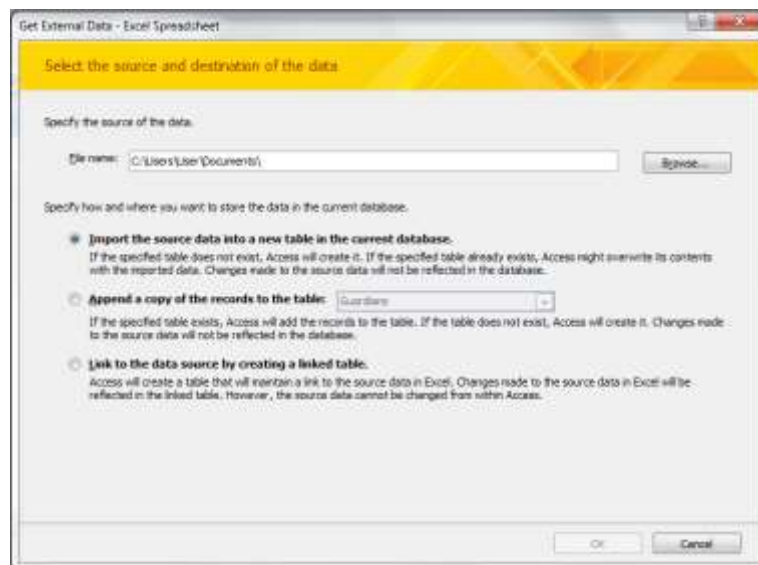 Get External Data - Excel Spreadsheet
Select the source and destination of the data
Specify the source of the data.
File name: C:\Users\User\Documents\ Browse...
Specify how and where you want to store the data in the current database.
Import the source data into a new table in the current database.
If the specified table does not exist, Access will create it. If the specified table already exists, Access might overwrite its contents
with the imported data. Changes made to the source data will not be reflected in the database.
Append a copy of the records to the table: Guardians
If the specified table exists, Access will add the records to the table. If the table does not exist, Access will create it. Changes made
to the source data will not be reflected in the database.
Link to the data source by creating a linked table.
Access will create a table that will maintain a link to the source data in Excel. Changes made to the source data in Excel will be
reflected in the linked table. However, the source data cannot be changed from within Access.
OK Cancel